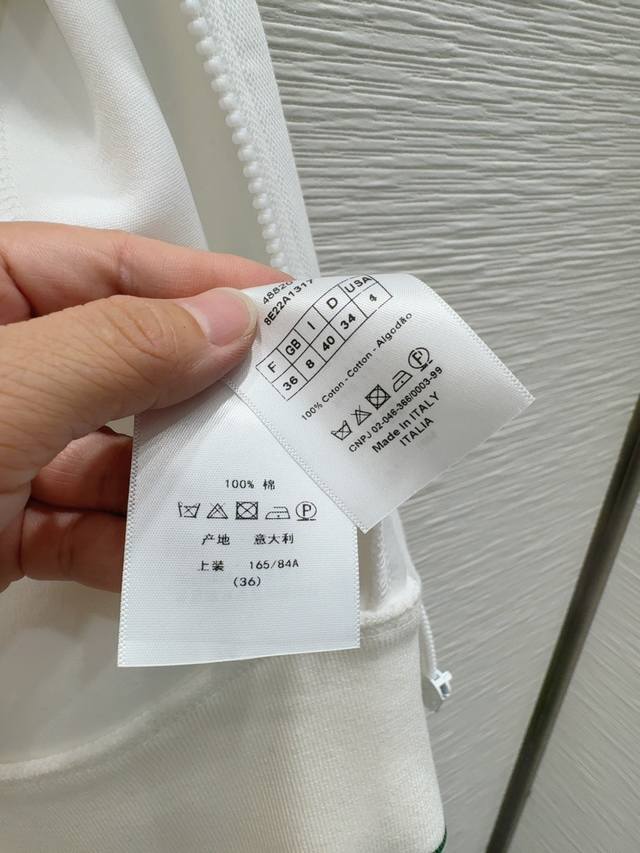 8E22A1317
F GB I D USA
36 8 40 34 4
100% Coton - Cotton - Algodão
CNPJ 02-046-366/0003-99
Made in ITALY
ITALIA
100% 棉
产地 意大利
上装 165/84A
(36)